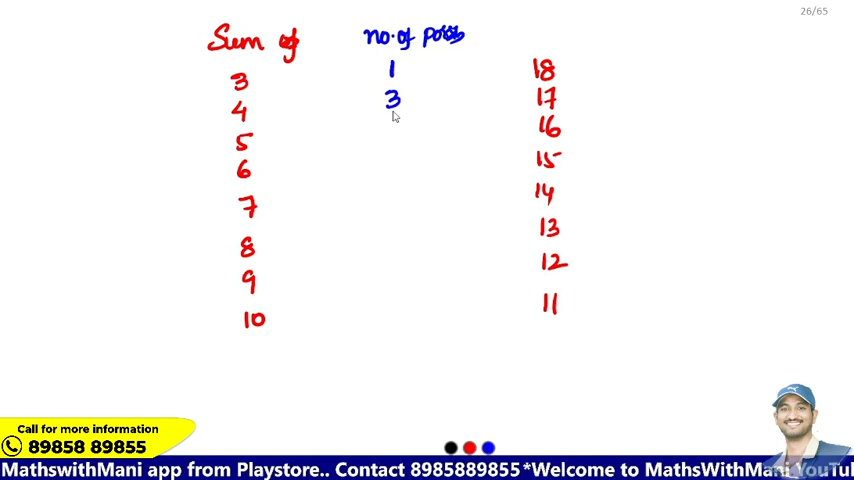 26/65
Sum of no. of poss
3 1 18
4 3 17
5 16
6 15
7 14
8 13
9 12
10 11
Call for more information
89858 89855
MathswithMani app from Playstore.. Contact 8985889855 *Welcome to MathsWithMani YouTu